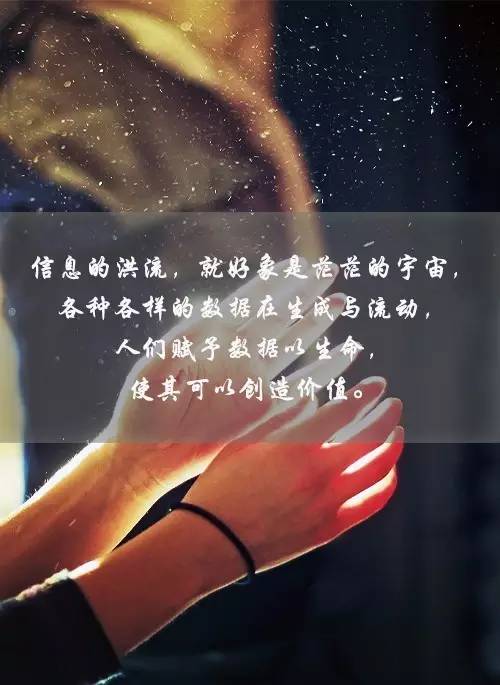 信息的洪流，就好象是茫茫的宇宙，
各种各样的数据在生成与流动，
人们赋予数据以生命，
使其可以创造价值。